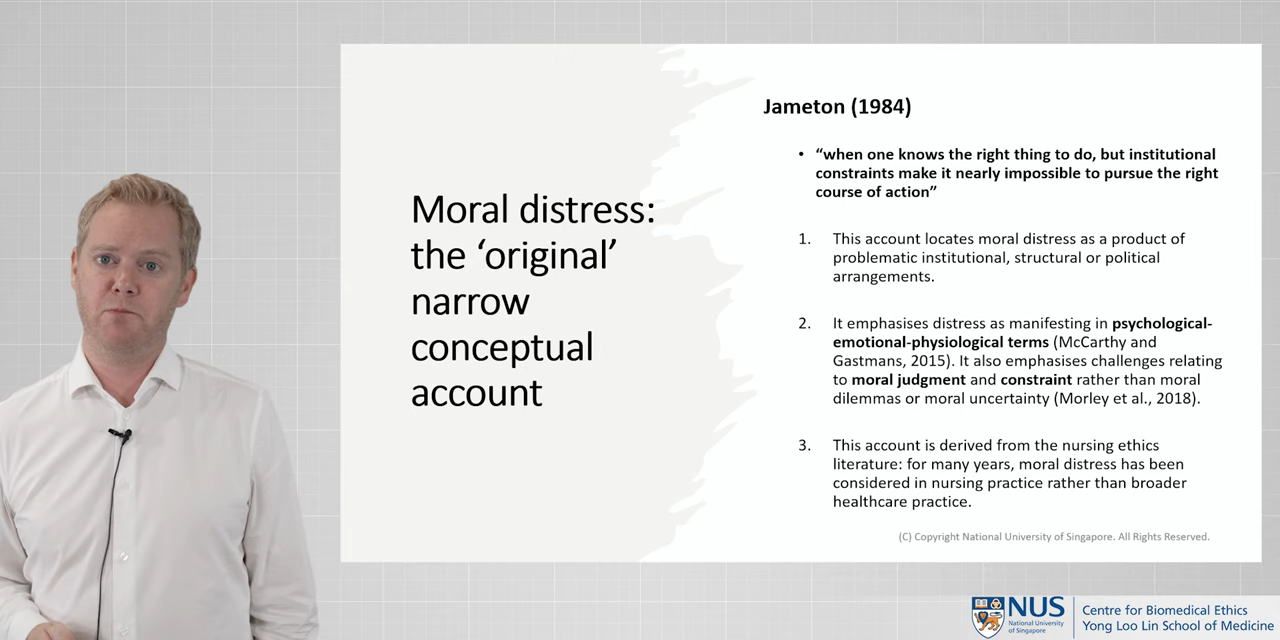 Moral distress:
the ‘original’
narrow
conceptual
account
Jameton (1984)
• “when one knows the right thing to do, but institutional
constraints make it nearly impossible to pursue the right
course of action”
1. This account locates moral distress as a product of
problematic institutional, structural or political
arrangements.
2. It emphasises distress as manifesting in psychological-
emotional-physiological terms (McCarthy and
Gastmans, 2015). It also emphasises challenges relating
to moral judgment and constraint rather than moral
dilemmas or moral uncertainty (Morley et al., 2018).
3. This account is derived from the nursing ethics
literature: for many years, moral distress has been
considered in nursing practice rather than broader
healthcare practice.
(C) Copyright National University of Singapore. All Rights Reserved.
NUS
National University
of Singapore
Centre for Biomedical Ethics
Yong Loo Lin School of Medicine